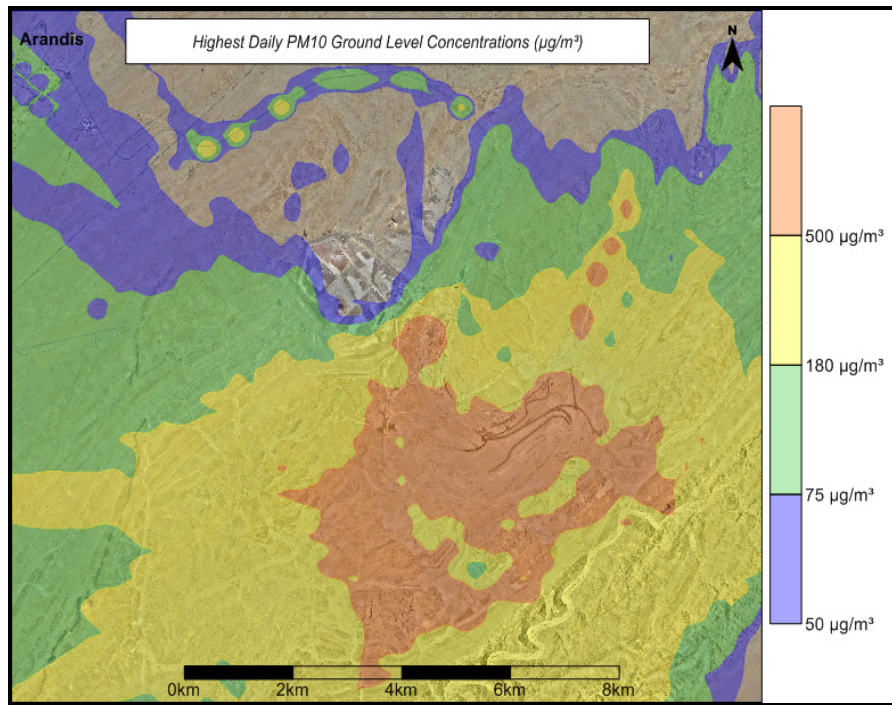 Highest Daily PM10 Ground Level Concentrations (µg/m³)
Arandis
N
500 µg/m³
180 µg/m³
75 µg/m³
50 µg/m³
0km 2km 4km 6km 8km